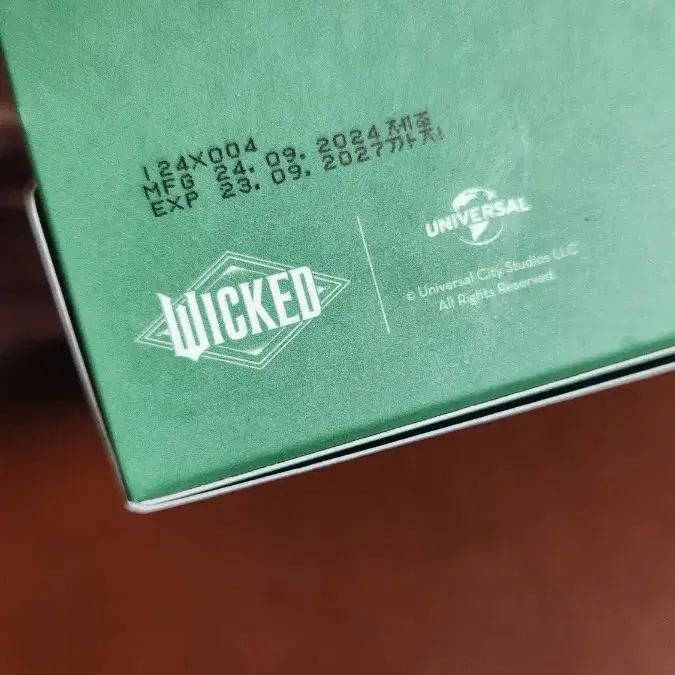 124X004
MFG 24. 09. 2024 제조
EXP 23. 09. 2027까지
WICKED
UNIVERSAL
© Universal City Studios LLC
All Rights Reserved.